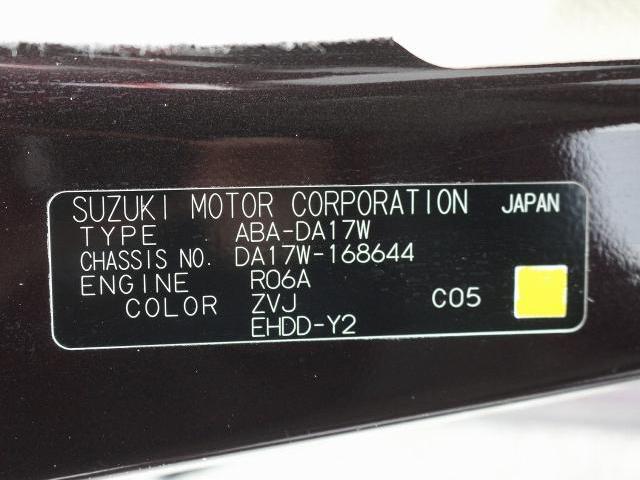 SUZUKI MOTOR CORPORATION JAPAN
TYPE ABA-DA17W
CHASSIS NO. DA17W-168644
ENGINE R06A
COLOR ZVJ C05
EHDD-Y2